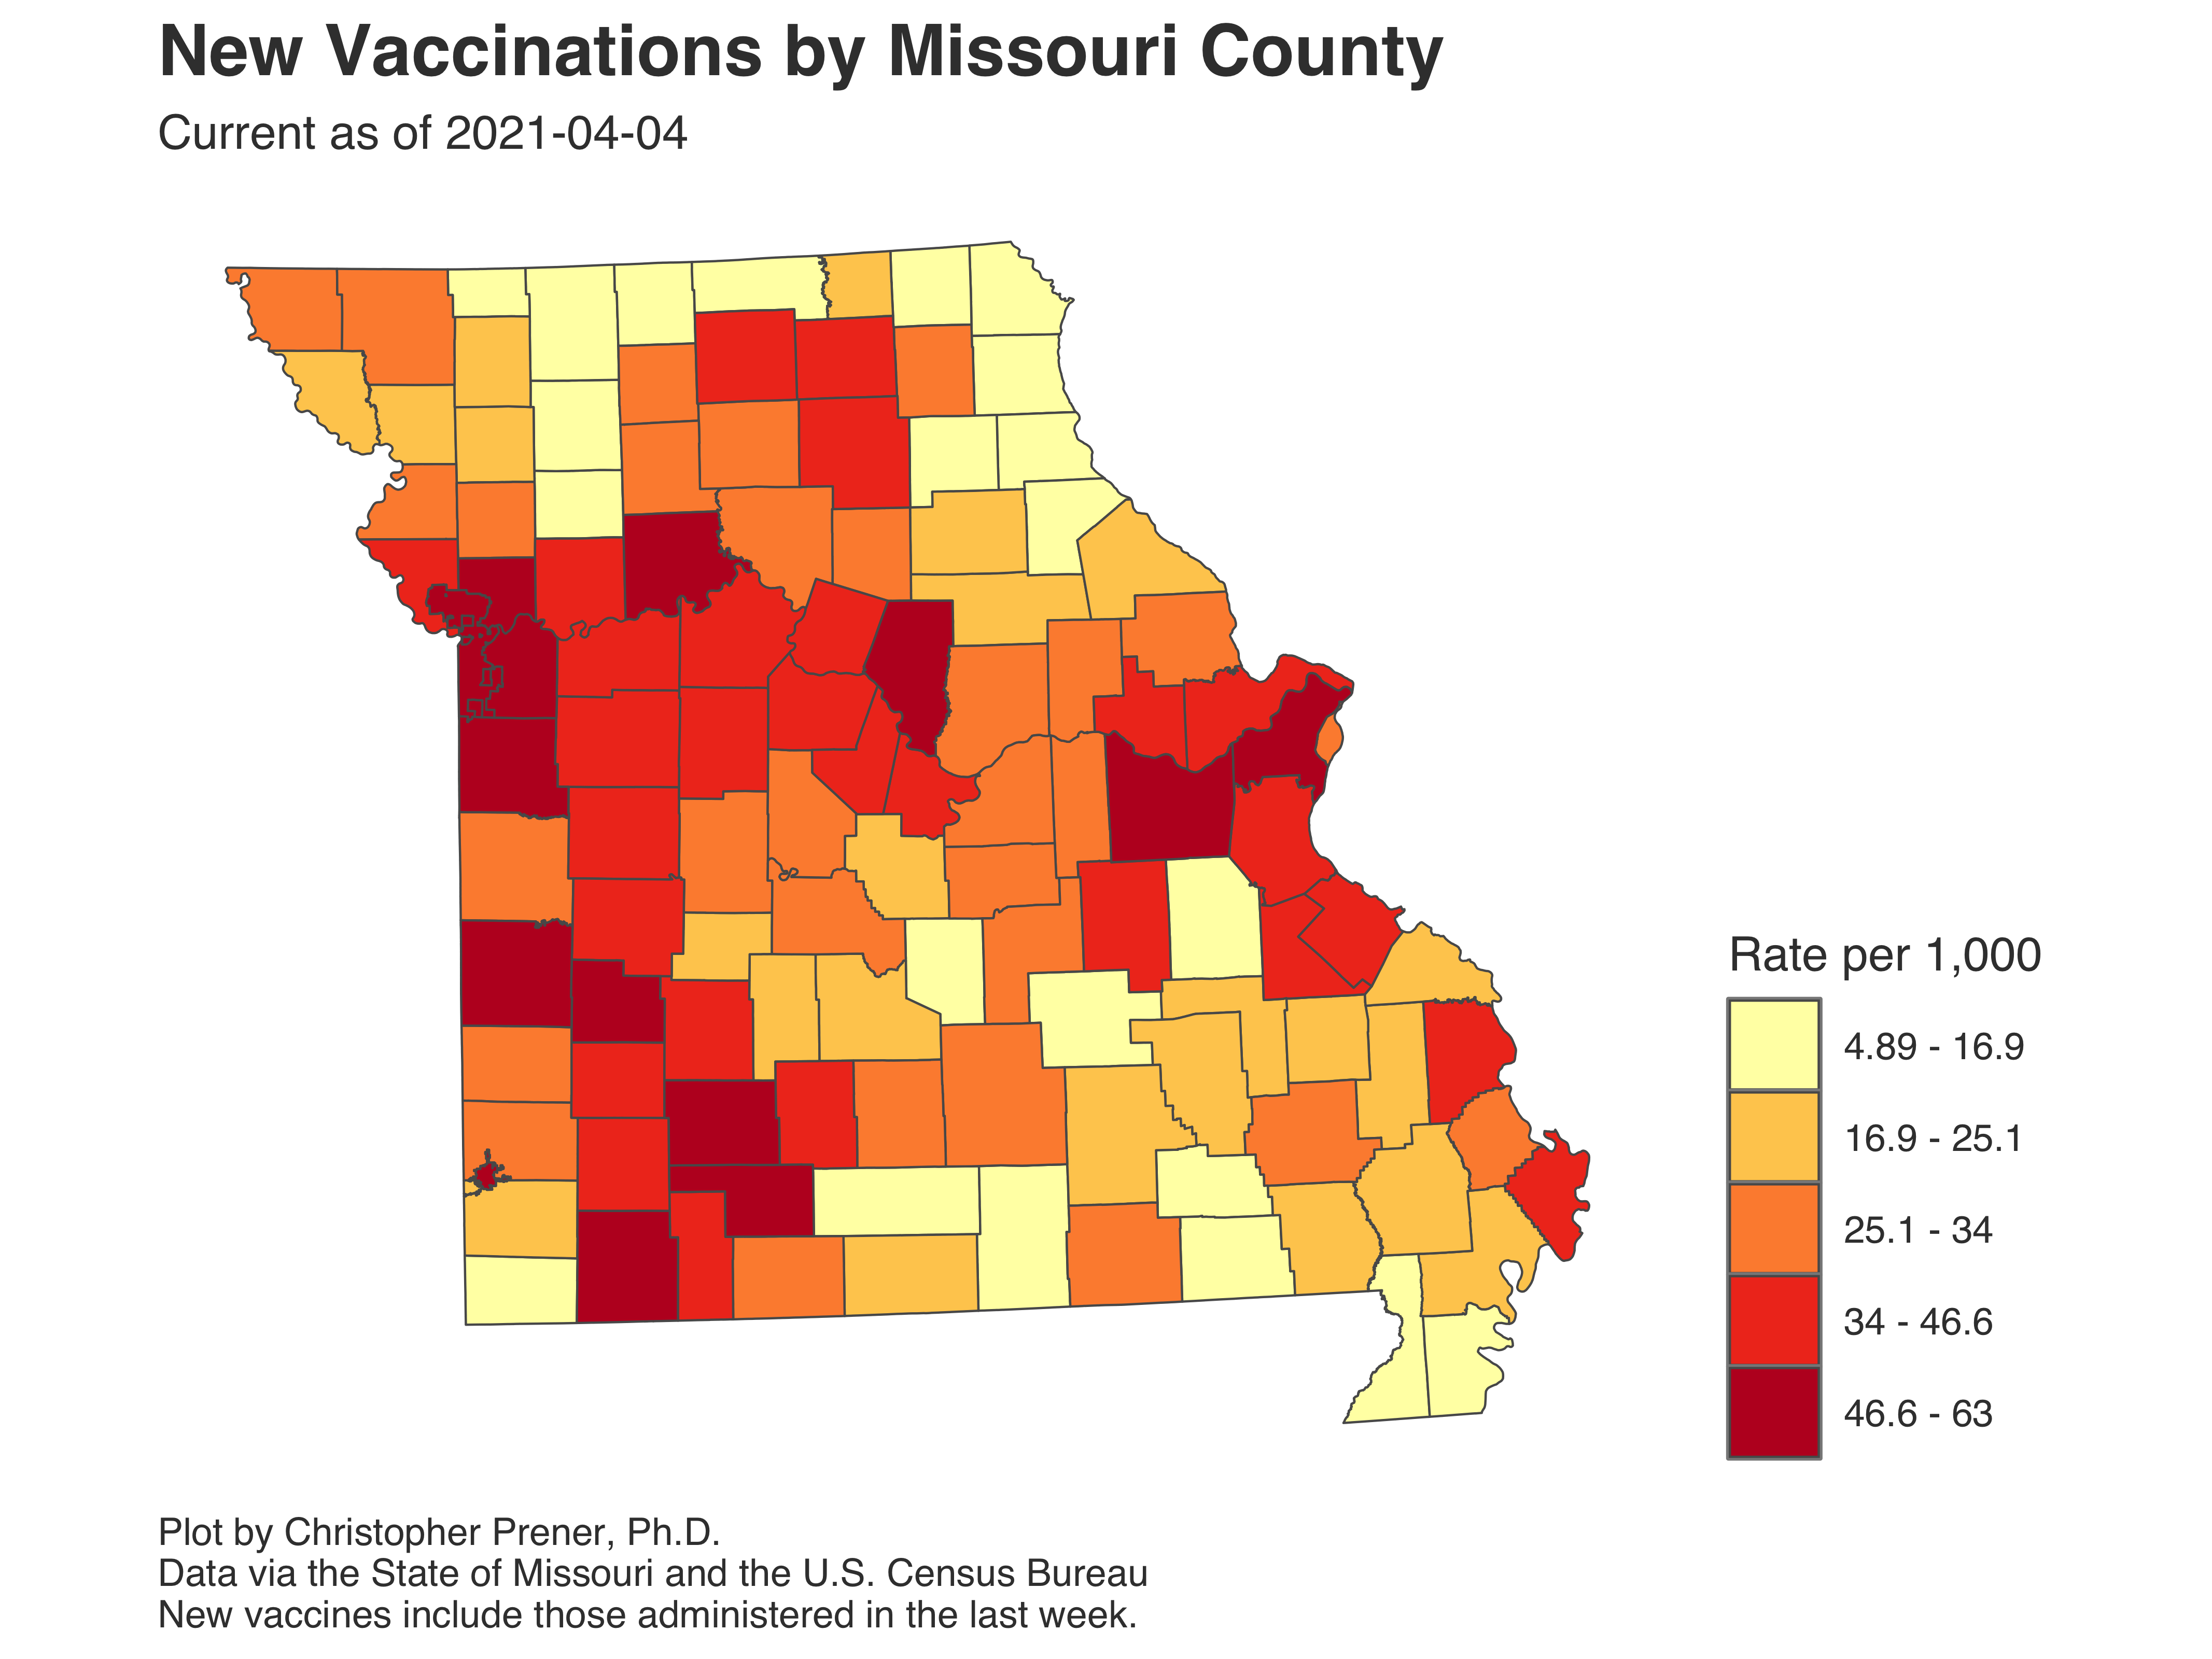 New Vaccinations by Missouri County
Current as of 2021-04-04
Rate per 1,000
4.89 - 16.9
16.9 - 25.1
25.1 - 34
34 - 46.6
46.6 - 63
Plot by Christopher Prener, Ph.D.
Data via the State of Missouri and the U.S. Census Bureau
New vaccines include those administered in the last week.